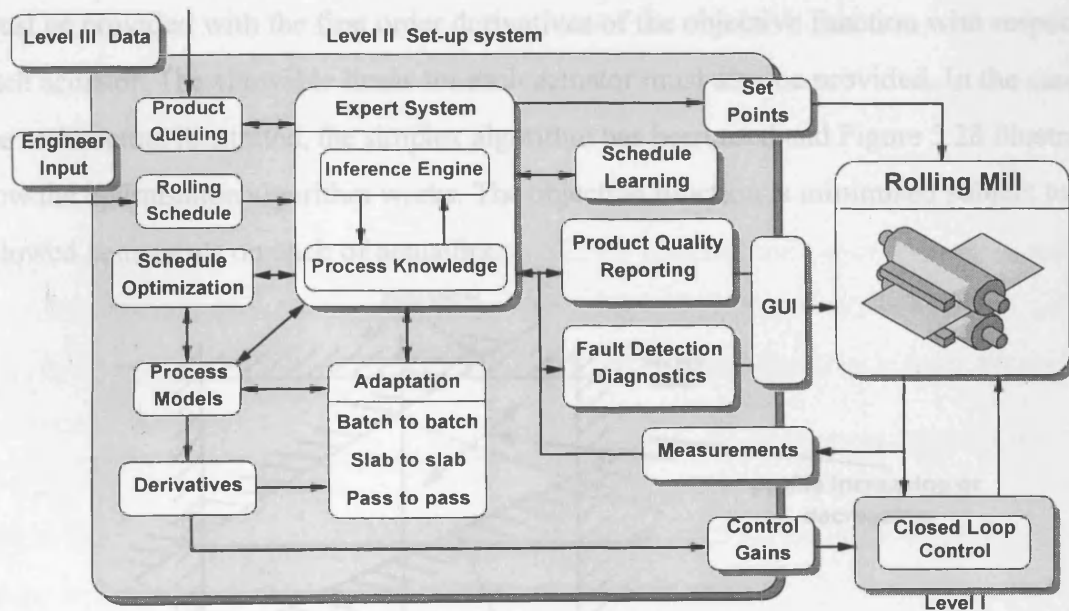 Level III Data
Level II Set-up system
Product
Queuing
Expert System
Set
Points
Engineer
Input
Inference Engine
Schedule
Learning
Rolling Mill
Rolling
Schedule
Process Knowledge
Product Quality
Reporting
Schedule
Optimization
GUI
Fault Detection
Diagnostics
Process
Models
Adaptation
Batch to batch
Slab to slab
Pass to pass
Measurements
Derivatives
Control
Gains
Closed Loop
Control
Level I